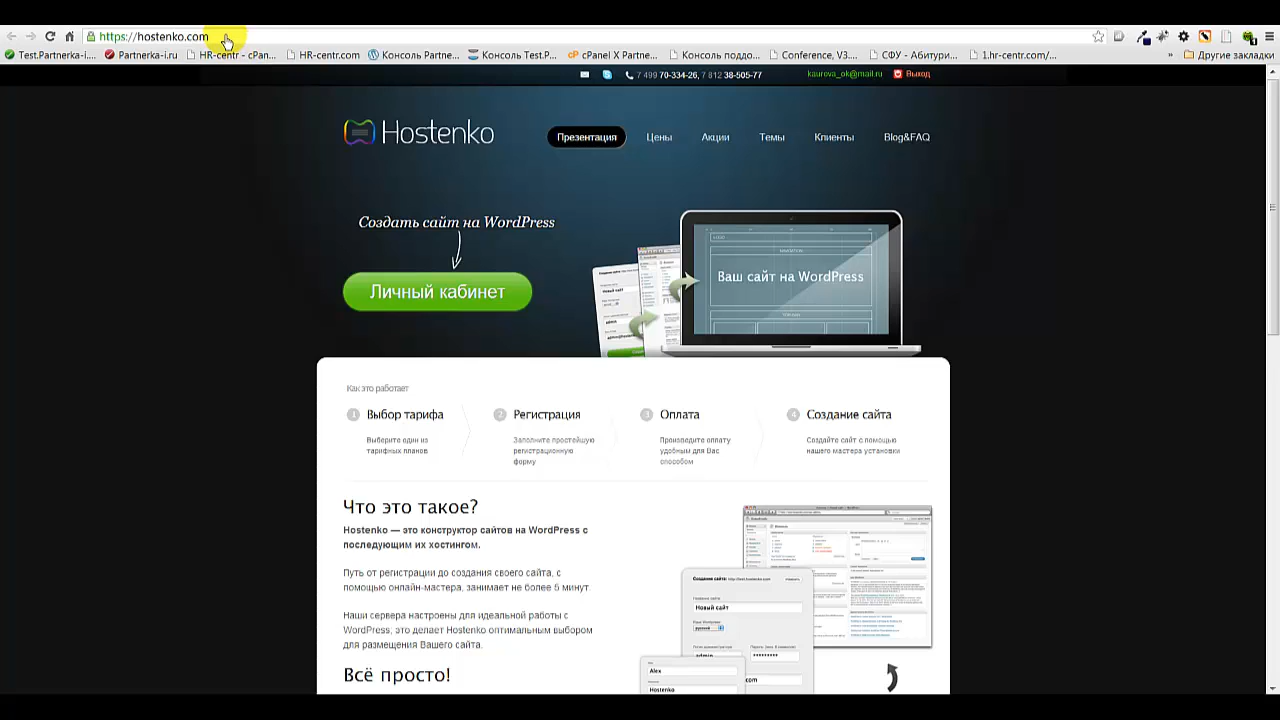 https://hostenko.com
Test.Partnerka-i....
Partnerka-i.ru
HR-centr - cPan...
HR-centr.com
Консоль Partne...
Консоль Test.P...
cPanel X Partne...
Консоль поддо...
Conference, V3...
СФУ - Абитури...
1.hr-centr.com/...
»
Другие закладки
7 499 70-334-26, 7 812 38-505-77
kaurova_ok@mail.ru
Выход
Hostenko
Презентация
Цены
Акции
Темы
Клиенты
Blog&FAQ
Создать сайт на WordPress
Личный кабинет
Ваш сайт на WordPress
Как это работает
1 Выбор тарифа
Выберите один из
тарифных планов
2 Регистрация
Заполните простейшую
регистрационную
форму
3 Оплата
Произведите оплату
удобным для Вас
способом
4 Создание сайта
Создайте сайт с помощью
нашего мастера установки
Что это такое?
Hostenko — это конструктор сайтов на WordPress с
последующим их хостингом.
Путь от регистрации до создания своего сайта, с
помощью онлайн-мастера, занимает не более 5 минут.
Наши сервера настроены для идеальной работы с
WordPress, это делает Hostenko оптимальным выбором
для размещения Вашего сайта.
Всё просто!
Новый сайт
русский
admin
com
Alex
Hostenko